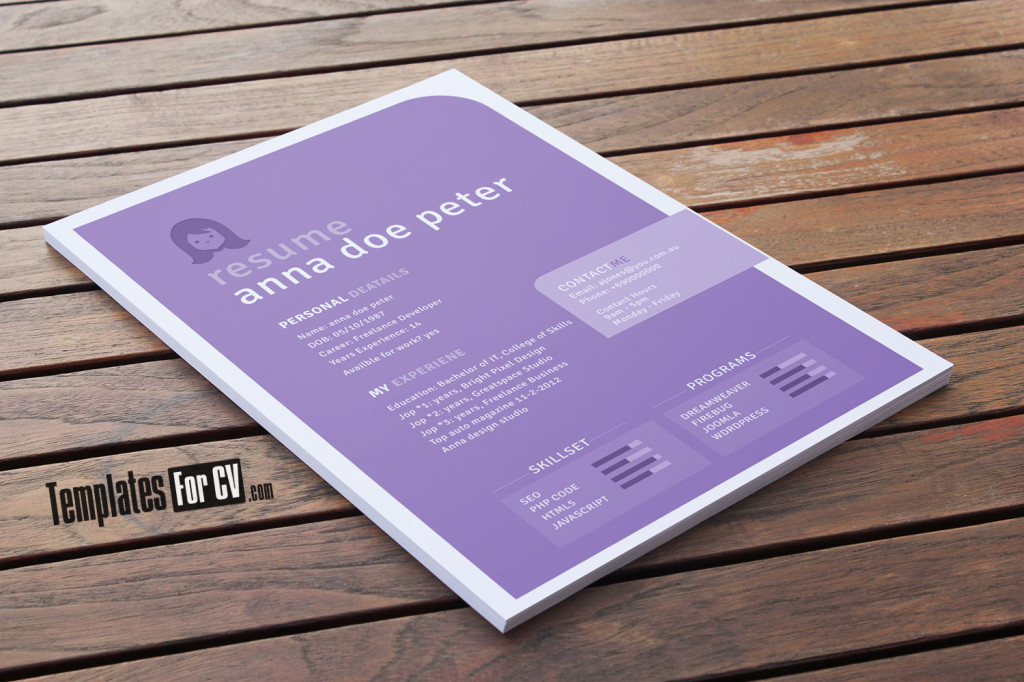 resume
anna doe peter
PERSONAL DEATAILS
Name: anna doe peter
DOB: 05/10/1987
Career: Freelance Developer
Years Experience: 14
Availble for work? yes
MY EXPERIENE
Education: Bachelor of IT, College of Skills
Jop *1: years, Bright Pixel Design
Jop *2: years, Greatspace Studio
Jop *3: years, Freelance Business
Top auto magazine 11-2-2012
Anna design studio
CONTACTME
Email: ajones@you.com.au
Phone: +690000000
Contact Hours
9am - 5pm
Monday - Friday
SKILLSET
SEO
PHP CODE
HTML5
JAVASCRIPT
PROGRAMS
DREAMWEAVER
FIREBUG
JOOMLA
WORDPRESS
Templates For CV .com